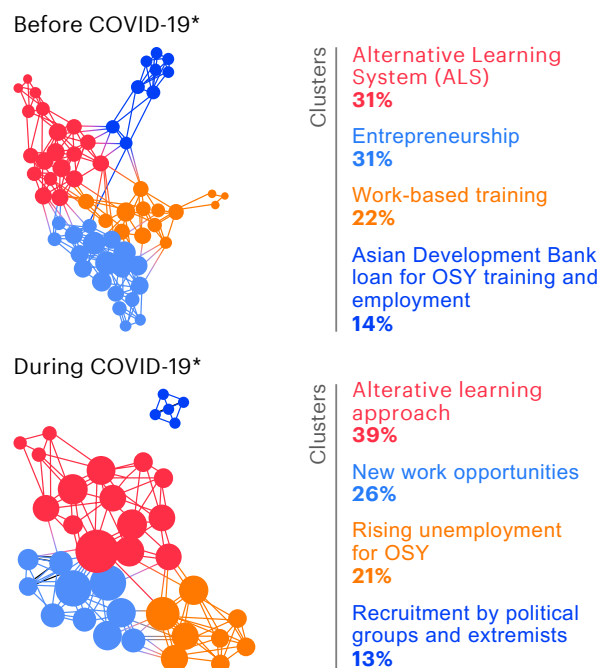 Before COVID-19*
Clusters
Alternative Learning
System (ALS)
31%
Entrepreneurship
31%
Work-based training
22%
Asian Development Bank
loan for OSY training and
employment
14%
During COVID-19*
Clusters
Alterative learning
approach
39%
New work opportunities
26%
Rising unemployment
for OSY
21%
Recruitment by political
groups and extremists
13%